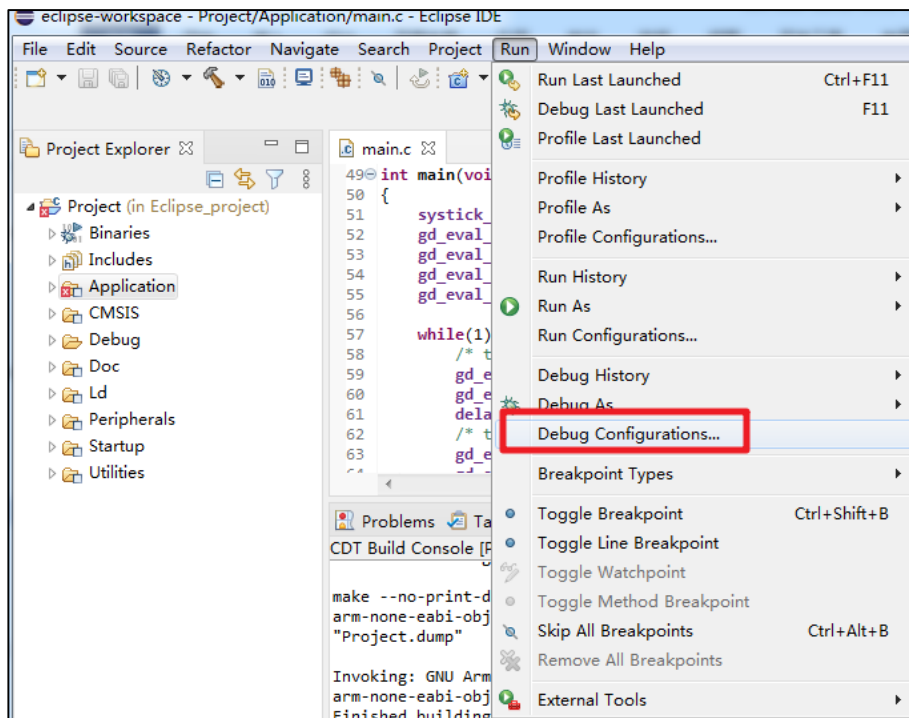 eclipse-workspace - Project/Application/main.c - Eclipse IDE
File Edit Source Refactor Navigate Search Project Run Window Help
Project Explorer
Project (in Eclipse_project)
Binaries
Includes
Application
CMSIS
Debug
Doc
Ld
Peripherals
Startup
Utilities
main.c
49 int main(voi
50 {
51 systick_
52 gd_eval_
53 gd_eval_
54 gd_eval_
55 gd_eval_
56
57 while(1)
58 /* t
59 gd_e
60 gd_e
61 dela
62 /* t
63 gd_e
Problems Ta
CDT Build Console [P
make --no-print-d
arm-none-eabi-obj
"Project.dump"
Invoking: GNU Arm
arm-none-eabi-obj
Finished building
Run Last Launched Ctrl+F11
Debug Last Launched F11
Profile Last Launched
Profile History
Profile As
Profile Configurations...
Run History
Run As
Run Configurations...
Debug History
Debug As
Debug Configurations...
Breakpoint Types
Toggle Breakpoint Ctrl+Shift+B
Toggle Line Breakpoint
Toggle Watchpoint
Toggle Method Breakpoint
Skip All Breakpoints Ctrl+Alt+B
Remove All Breakpoints
External Tools